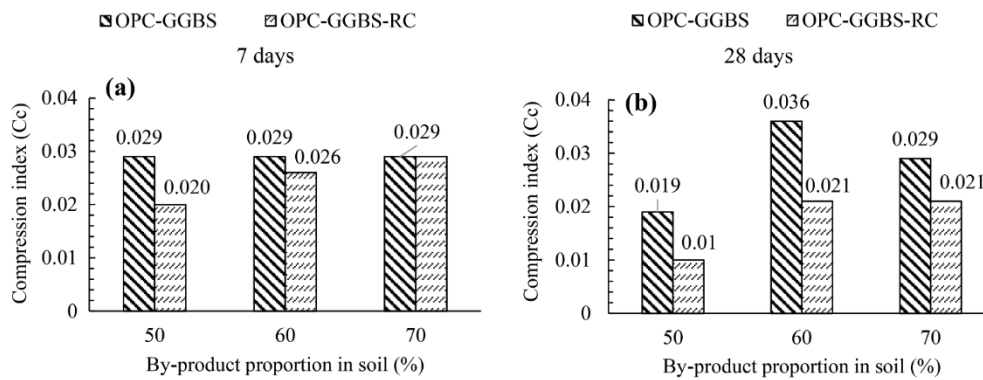 OPC-GGBS OPC-GGBS-RC
7 days
(a)
Compression index (Cc)
0.04
0.03
0.02
0.01
0
0.029 0.020
0.029 0.026
0.029
50 60 70
By-product proportion in soil (%)
OPC-GGBS OPC-GGBS-RC
28 days
(b)
Compression index (Cc)
0.04
0.03
0.02
0.01
0
0.019 0.01
0.036 0.021
0.029 0.021
50 60 70
By-product proportion in soil (%)